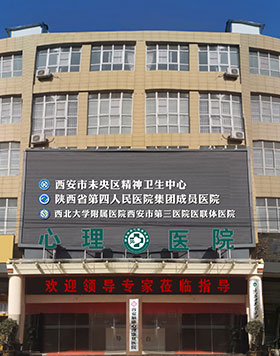 西安市未央区精神卫生中心
陕西省第四人民医院集团成员医院
西北大学附属医院西安市第三医院医联体医院
心理医院
欢迎领导专家莅临指导